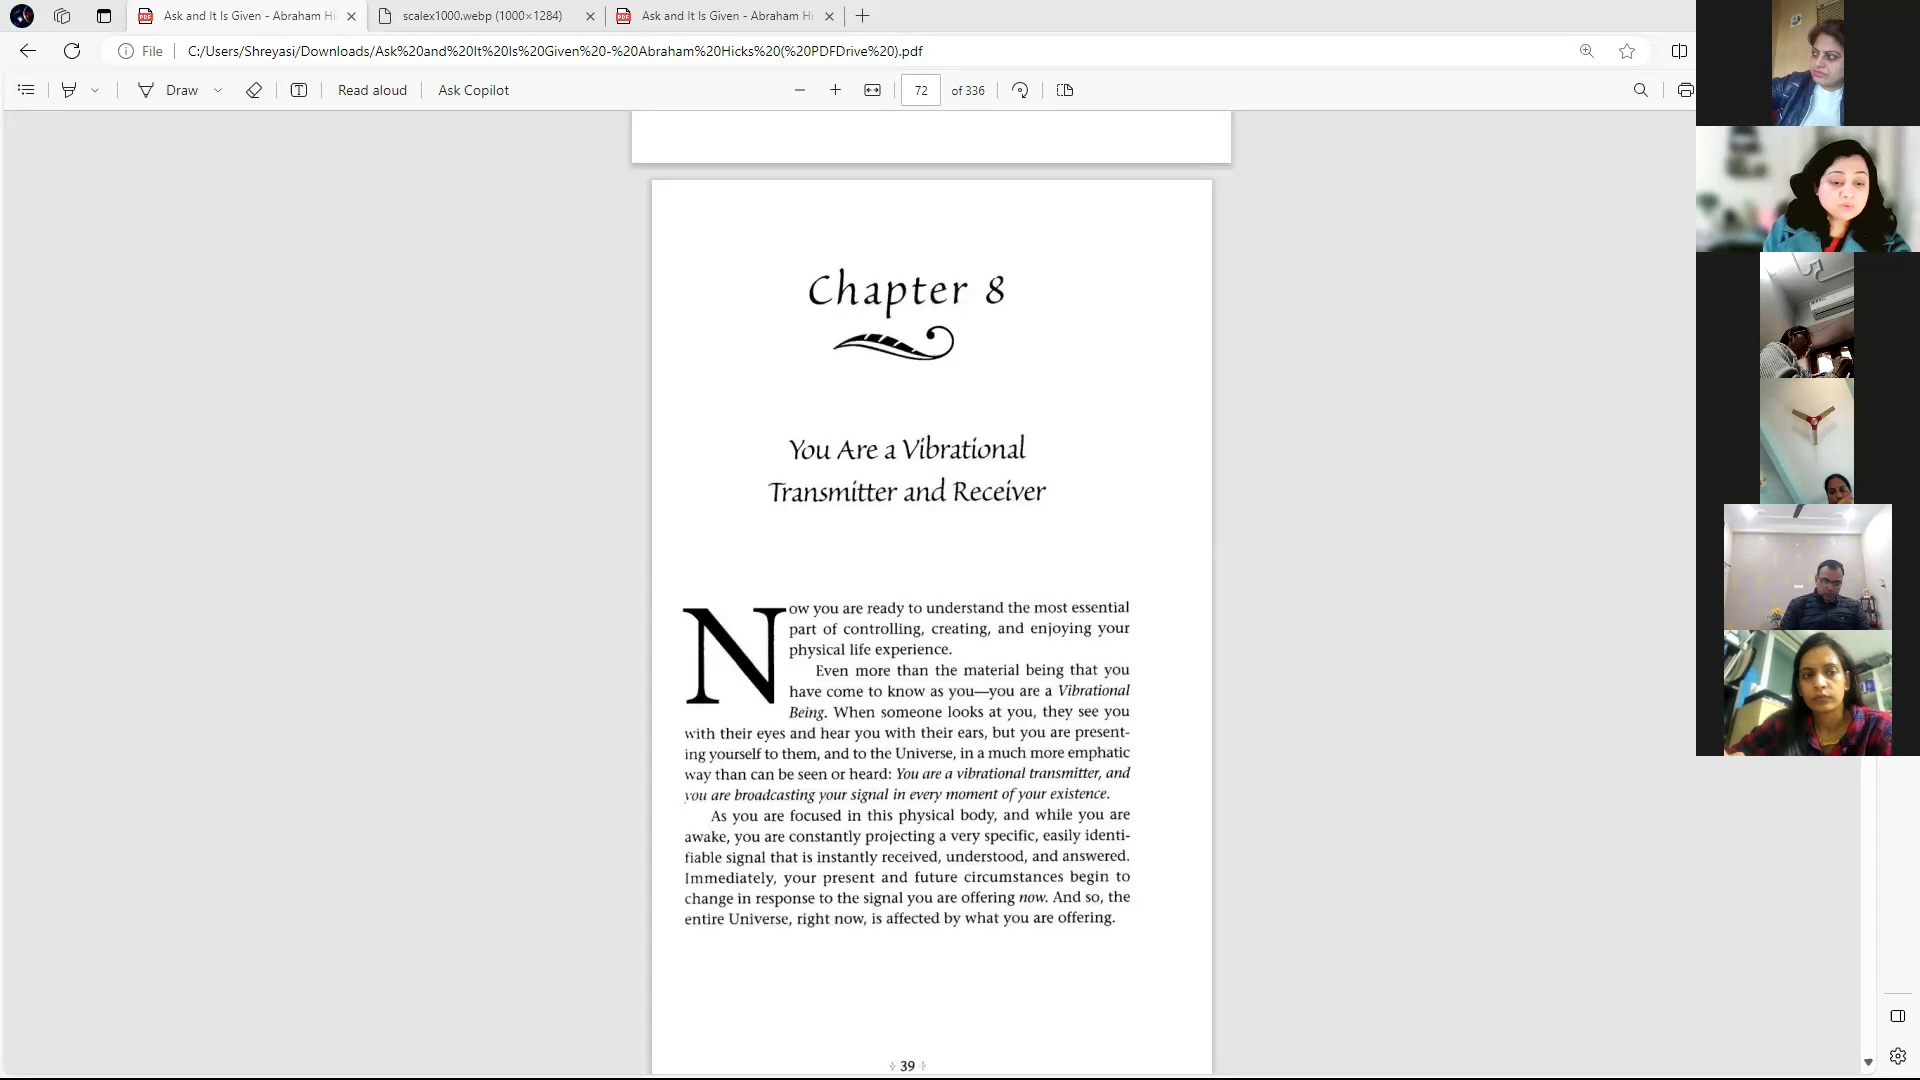 Ask and It Is Given - Abraham Hi
scalex1000.webp (1000×1284)
Ask and It Is Given - Abraham Hi
File
C:/Users/Shreyasi/Downloads/Ask%20and%20It%20Is%20Given%20-%20Abraham%20Hicks%20(%20PDFDrive%20).pdf
Draw
Read aloud
Ask Copilot
72
of 336
Chapter 8
You Are a Vibrational
Transmitter and Receiver
Now you are ready to understand the most essential
part of controlling, creating, and enjoying your
physical life experience.
Even more than the material being that you
have come to know as you—you are a Vibrational
Being. When someone looks at you, they see you
with their eyes and hear you with their ears, but you are present-
ing yourself to them, and to the Universe, in a much more emphatic
way than can be seen or heard: You are a vibrational transmitter, and
you are broadcasting your signal in every moment of your existence.
As you are focused in this physical body, and while you are
awake, you are constantly projecting a very specific, easily identi-
fiable signal that is instantly received, understood, and answered.
Immediately, your present and future circumstances begin to
change in response to the signal you are offering now. And so, the
entire Universe, right now, is affected by what you are offering.
39